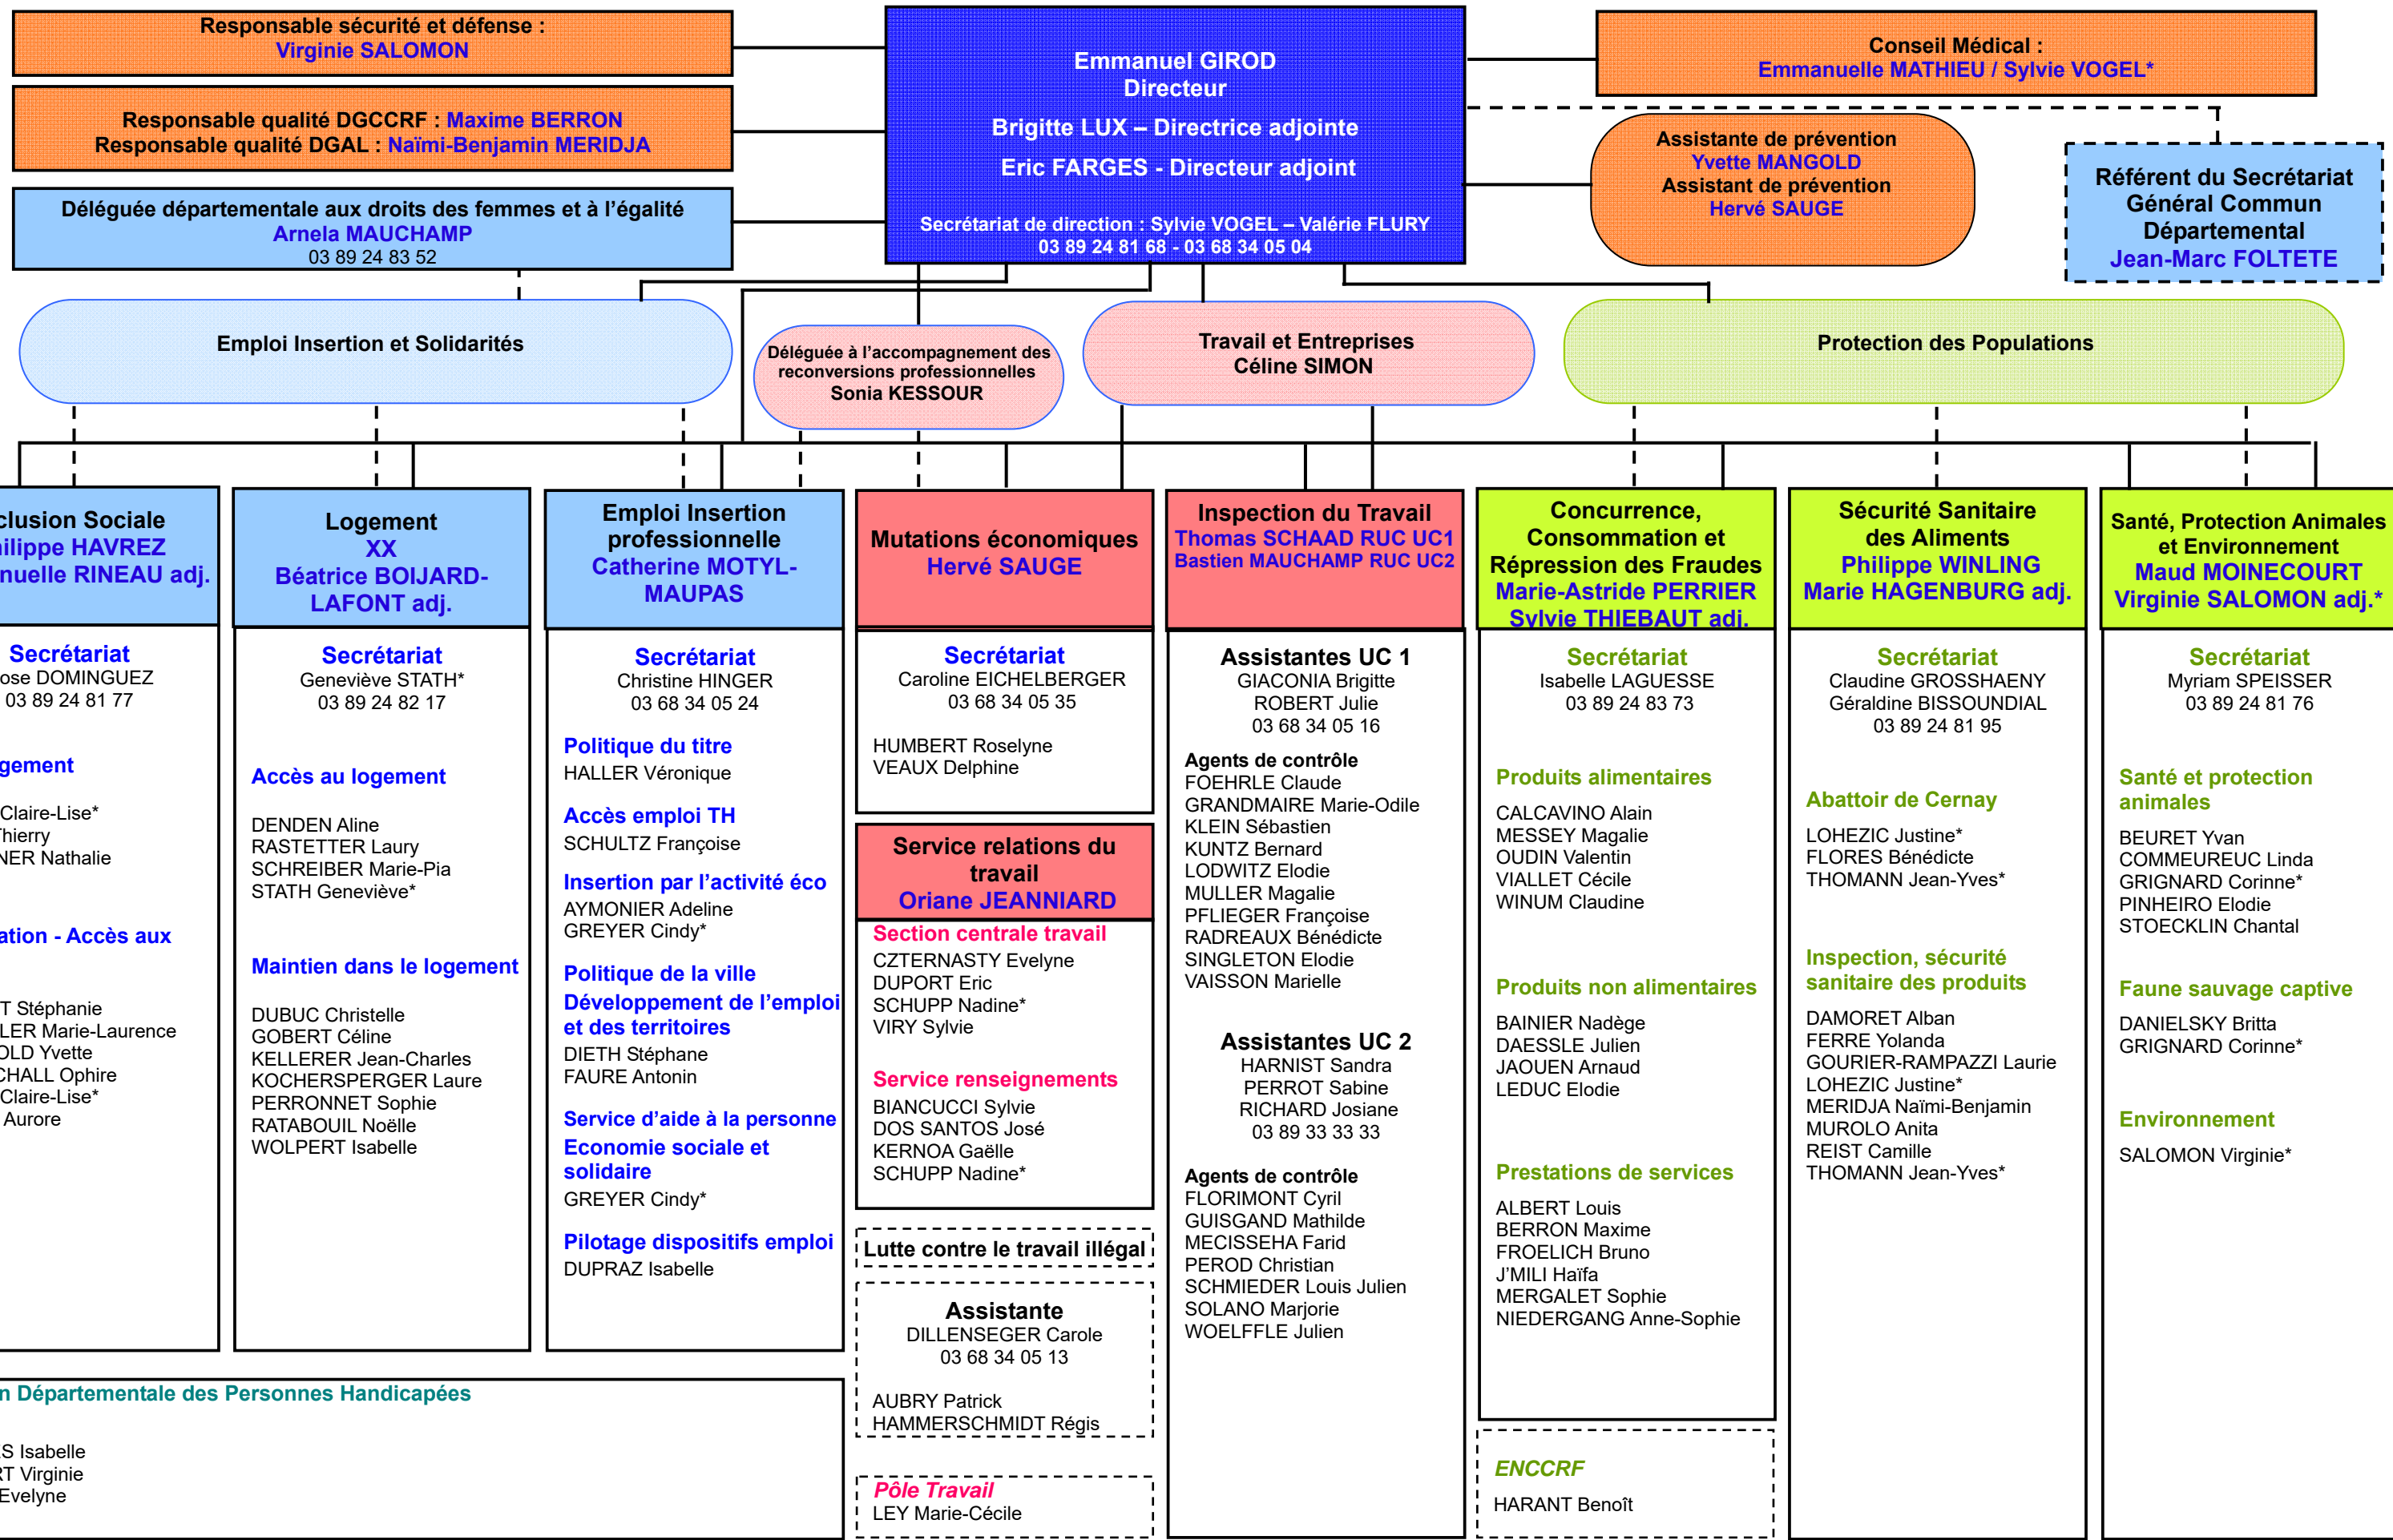 Responsable sécurité et défense :
Virginie SALOMON
Responsable qualité DGCCRF : Maxime BERRON
Responsable qualité DGAL : Naïmi-Benjamin MERIDJA
Déléguée départementale aux droits des femmes et à l'égalité
Arnela MAUCHAMP
03 89 24 83 52
Emmanuel GIROD
Directeur
Brigitte LUX – Directrice adjointe
Eric FARGES - Directeur adjoint
Secrétariat de direction : Sylvie VOGEL – Valérie FLURY
03 89 24 81 68 - 03 68 34 05 04
Conseil Médical :
Emmanuelle MATHIEU / Sylvie VOGEL*
Assistante de prévention
Yvette MANGOLD
Assistant de prévention
Hervé SAUGE
Référent du Secrétariat
Général Commun
Départemental
Jean-Marc FOLTETE
Emploi Insertion et Solidarités
Déléguée à l'accompagnement des
reconversions professionnelles
Sonia KESSOUR
Travail et Entreprises
Céline SIMON
Protection des Populations
clusion Sociale
ilippe HAVREZ
nuelle RINEAU adj.
Secrétariat
ose DOMINGUEZ
03 89 24 81 77
gement
Claire-Lise*
hierry
NER Nathalie
ation - Accès aux
T Stéphanie
LER Marie-Laurence
OLD Yvette
CHALL Ophire
Claire-Lise*
Aurore
Logement
XX
Béatrice BOIJARD-
LAFONT adj.
Secrétariat
Geneviève STATH*
03 89 24 82 17
Accès au logement
DENDEN Aline
RASTETTER Laury
SCHREIBER Marie-Pia
STATH Geneviève*
Maintien dans le logement
DUBUC Christelle
GOBERT Céline
KELLERER Jean-Charles
KOCHERSPERGER Laure
PERRONNET Sophie
RATABOUIL Noëlle
WOLPERT Isabelle
Emploi Insertion
professionnelle
Catherine MOTYL-
MAUPAS
Secrétariat
Christine HINGER
03 68 34 05 24
Politique du titre
HALLER Véronique
Accès emploi TH
SCHULTZ Françoise
Insertion par l'activité éco
AYMONIER Adeline
GREYER Cindy*
Politique de la ville
Développement de l'emploi
et des territoires
DIETH Stéphane
FAURE Antonin
Service d'aide à la personne
Economie sociale et
solidaire
GREYER Cindy*
Pilotage dispositifs emploi
DUPRAZ Isabelle
n Départementale des Personnes Handicapées
S Isabelle
RT Virginie
Evelyne
Mutations économiques
Hervé SAUGE
Secrétariat
Caroline EICHELBERGER
03 68 34 05 35
HUMBERT Roselyne
VEAUX Delphine
Service relations du
travail
Oriane JEANNIARD
Section centrale travail
CZTERNASTY Evelyne
DUPORT Eric
SCHUPP Nadine*
VIRY Sylvie
Service renseignements
BIANCUCCI Sylvie
DOS SANTOS José
KERNOA Gaëlle
SCHUPP Nadine*
Lutte contre le travail illégal
Assistante
DILLENSEGER Carole
03 68 34 05 13
AUBRY Patrick
HAMMERSCHMIDT Régis
Pôle Travail
LEY Marie-Cécile
Inspection du Travail
Thomas SCHAAD RUC UC1
Bastien MAUCHAMP RUC UC2
Assistantes UC 1
GIACONIA Brigitte
ROBERT Julie
03 68 34 05 16
Agents de contrôle
FOEHRLE Claude
GRANDMAIRE Marie-Odile
KLEIN Sébastien
KUNTZ Bernard
LODWITZ Elodie
MULLER Magalie
PFLIEGER Françoise
RADREAUX Bénédicte
SINGLETON Elodie
VAISSON Marielle
Assistantes UC 2
HARNIST Sandra
PERROT Sabine
RICHARD Josiane
03 89 33 33 33
Agents de contrôle
FLORIMONT Cyril
GUISGAND Mathilde
MECISSEHA Farid
PEROD Christian
SCHMIEDER Louis Julien
SOLANO Marjorie
WOELFFLE Julien
Concurrence,
Consommation et
Répression des Fraudes
Marie-Astride PERRIER
Sylvie THIEBAUT adj.
Secrétariat
Isabelle LAGUESSE
03 89 24 83 73
Produits alimentaires
CALCAVINO Alain
MESSEY Magalie
OUDIN Valentin
VIALLET Cécile
WINUM Claudine
Produits non alimentaires
BAINIER Nadège
DAESSLE Julien
JAOUEN Arnaud
LEDUC Elodie
Prestations de services
ALBERT Louis
BERRON Maxime
FROELICH Bruno
J'MILI Haïfa
MERGALET Sophie
NIEDERGANG Anne-Sophie
ENCCRF
HARANT Benoît
Sécurité Sanitaire
des Aliments
Philippe WINLING
Marie HAGENBURG adj.
Secrétariat
Claudine GROSSHAENY
Géraldine BISSOUNDIAL
03 89 24 81 95
Abattoir de Cernay
LOHEZIC Justine*
FLORES Bénédicte
THOMANN Jean-Yves*
Inspection, sécurité
sanitaire des produits
DAMORET Alban
FERRE Yolanda
GOURIER-RAMPAZZI Laurie
LOHEZIC Justine*
MERIDJA Naïmi-Benjamin
MUROLO Anita
REIST Camille
THOMANN Jean-Yves*
Santé, Protection Animales
et Environnement
Maud MOINECOURT
Virginie SALOMON adj.*
Secrétariat
Myriam SPEISSER
03 89 24 81 76
Santé et protection
animales
BEURET Yvan
COMMEUREUC Linda
GRIGNARD Corinne*
PINHEIRO Elodie
STOECKLIN Chantal
Faune sauvage captive
DANIELSKY Britta
GRIGNARD Corinne*
Environnement
SALOMON Virginie*